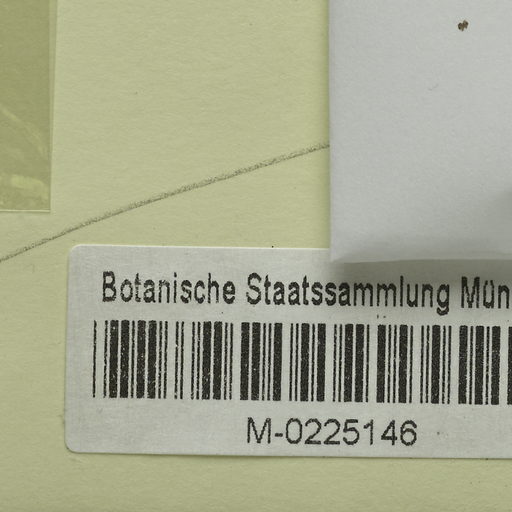 Botanische Staatssammlung Mün
M-0225146